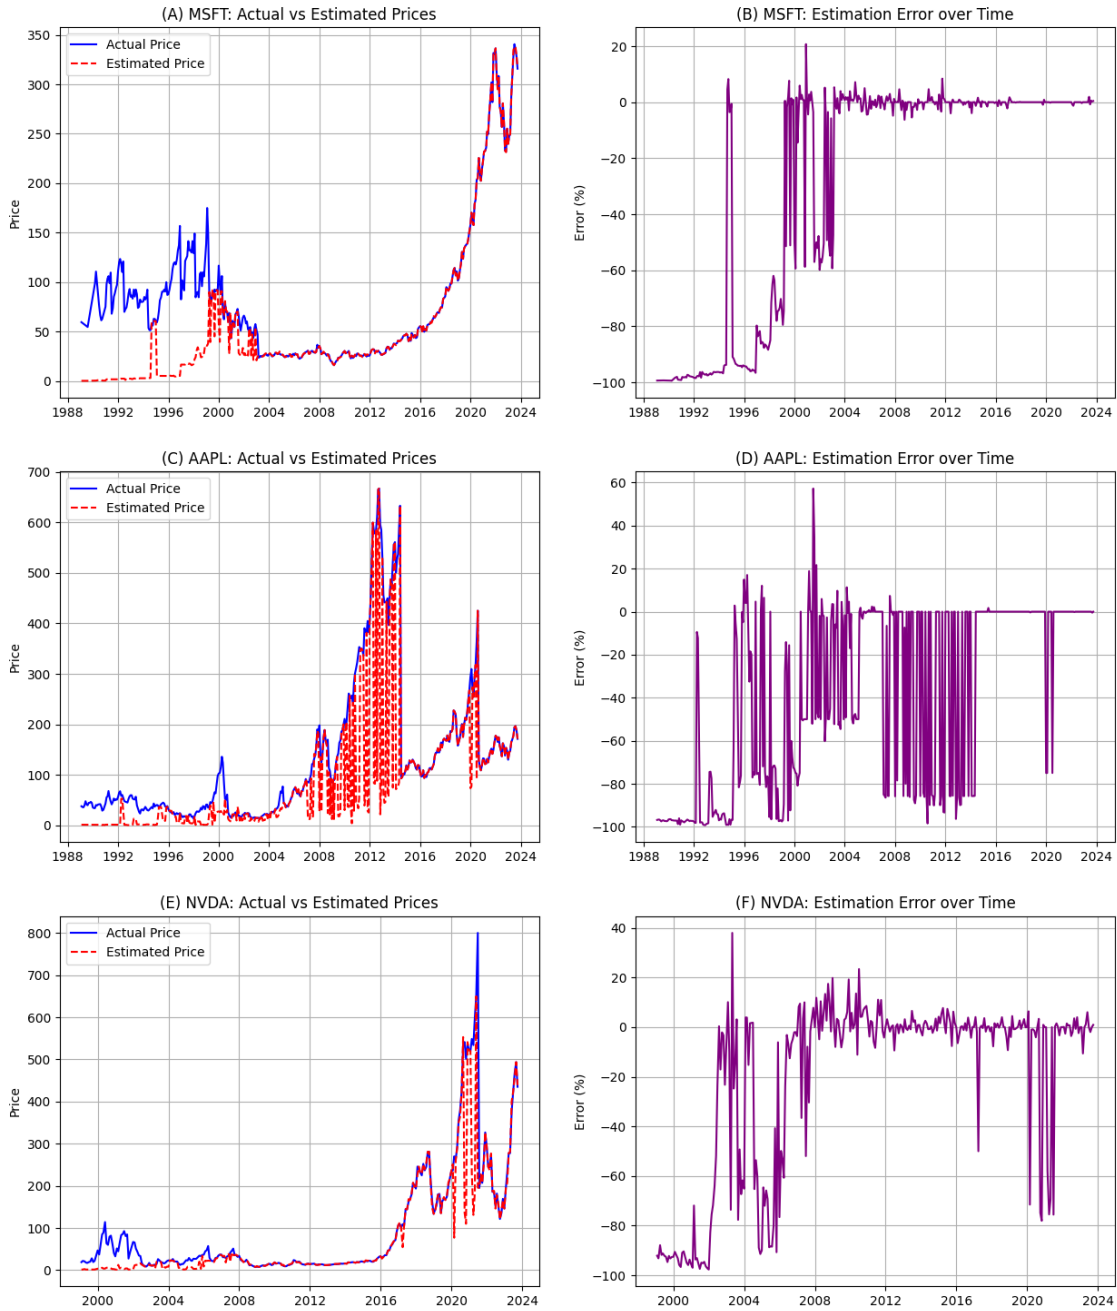 (A) MSFT: Actual vs Estimated Prices
Price
350
300
250
200
150
100
50
0
Actual Price
Estimated Price
1988 1992 1996 2000 2004 2008 2012 2016 2020 2024
(B) MSFT: Estimation Error over Time
Error (%)
20
0
−20
−40
−60
−80
−100
1988 1992 1996 2000 2004 2008 2012 2016 2020 2024
(C) AAPL: Actual vs Estimated Prices
Price
700
600
500
400
300
200
100
0
Actual Price
Estimated Price
1988 1992 1996 2000 2004 2008 2012 2016 2020 2024
(D) AAPL: Estimation Error over Time
Error (%)
60
40
20
0
−20
−40
−60
−80
−100
1988 1992 1996 2000 2004 2008 2012 2016 2020 2024
(E) NVDA: Actual vs Estimated Prices
Price
800
700
600
500
400
300
200
100
0
Actual Price
Estimated Price
2000 2004 2008 2012 2016 2020 2024
(F) NVDA: Estimation Error over Time
Error (%)
40
20
0
−20
−40
−60
−80
−100
2000 2004 2008 2012 2016 2020 2024